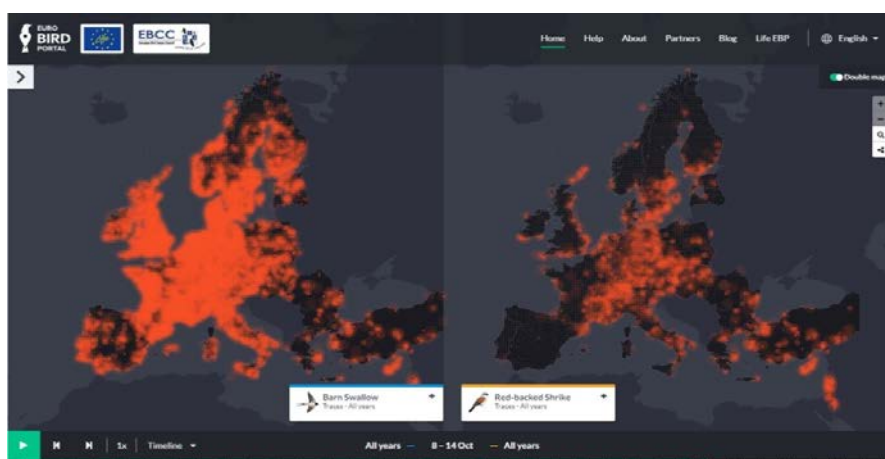 EURO
BIRD
PORTAL
EBCC
Home Help About Partners Blog Life EBP English
Double map
Barn Swallow
Traces - All years
Red-backed Shrike
Traces - All years
1x Timeline All years 8 – 14 Oct All years